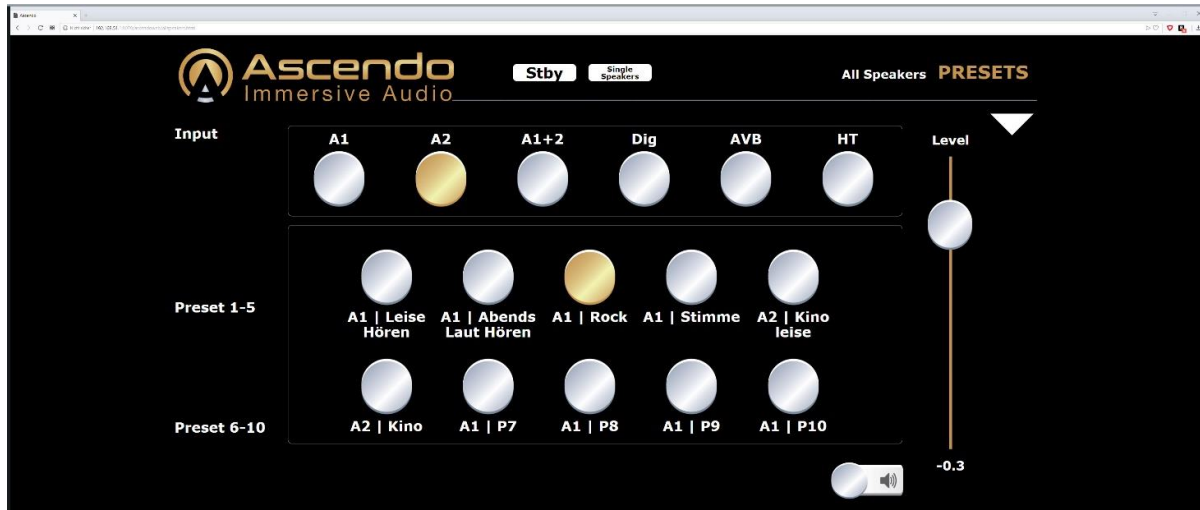 Ascendo
Ascendo
Immersive Audio
Stby
Single
Speakers
All Speakers PRESETS
Input
A1 A2 A1+2 Dig AVB HT
Level
Preset 1-5
A1 | Leise Hören
A1 | Abends Laut Hören
A1 | Rock
A1 | Stimme
A2 | Kino leise
Preset 6-10
A2 | Kino
A1 | P7
A1 | P8
A1 | P9
A1 | P10
-0.3